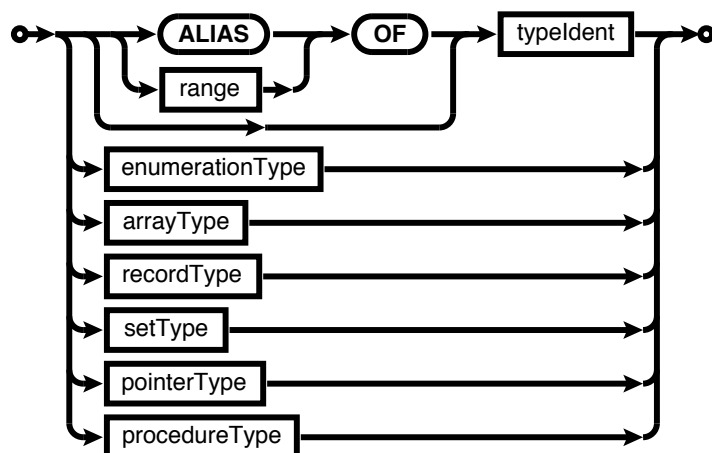 ALIAS OF typeIdent
range
enumerationType
arrayType
recordType
setType
pointerType
procedureType